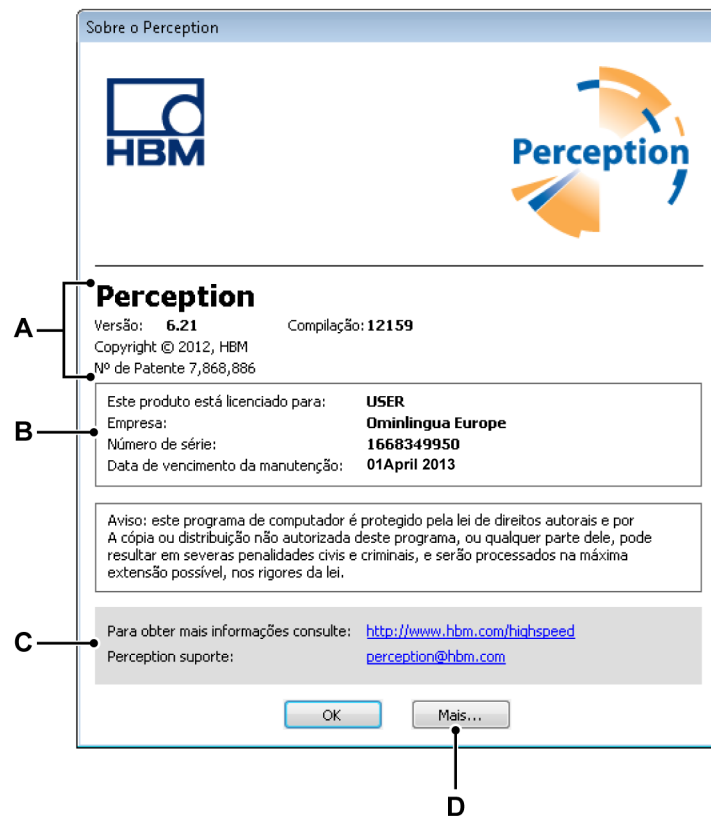 Sobre o Perception
HBM
Perception
Perception
Versão: 6.21 Compilação: 12159
Copyright © 2012, HBM
Nº de Patente 7,868,886
A
Este produto está licenciado para: USER
Empresa: Ominlingua Europe
Número de série: 1668349950
Data de vencimento da manutenção: 01April 2013
B
Aviso: este programa de computador é protegido pela lei de direitos autorais e por
A cópia ou distribuição não autorizada deste programa, ou qualquer parte dele, pode
resultar em severas penalidades civis e criminais, e serão processados na máxima
extensão possível, nos rigores da lei.
Para obter mais informações consulte: http://www.hbm.com/highspeed
Perception suporte: perception@hbm.com
C
OK Mais...
D